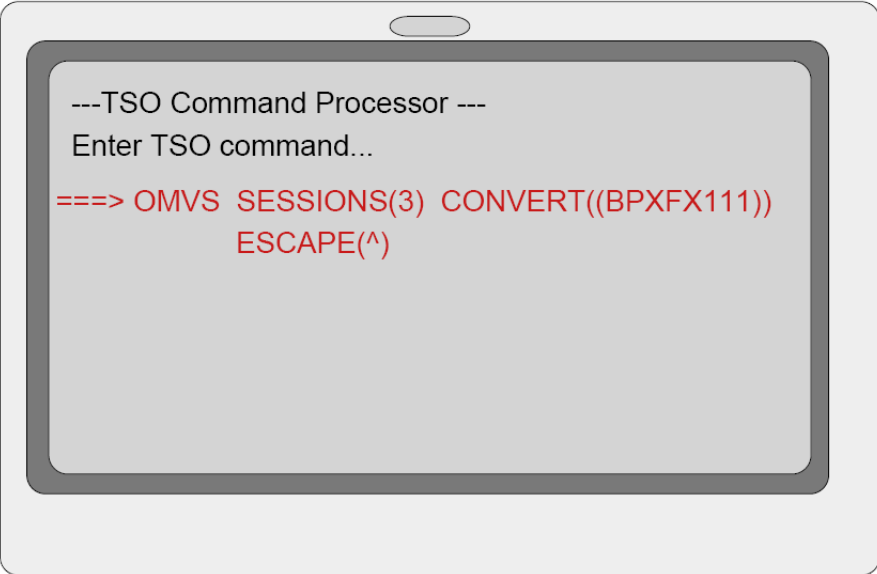 ---TSO Command Processor ---
Enter TSO command...
===> OMVS SESSIONS(3) CONVERT((BPXFX111))
ESCAPE(^)